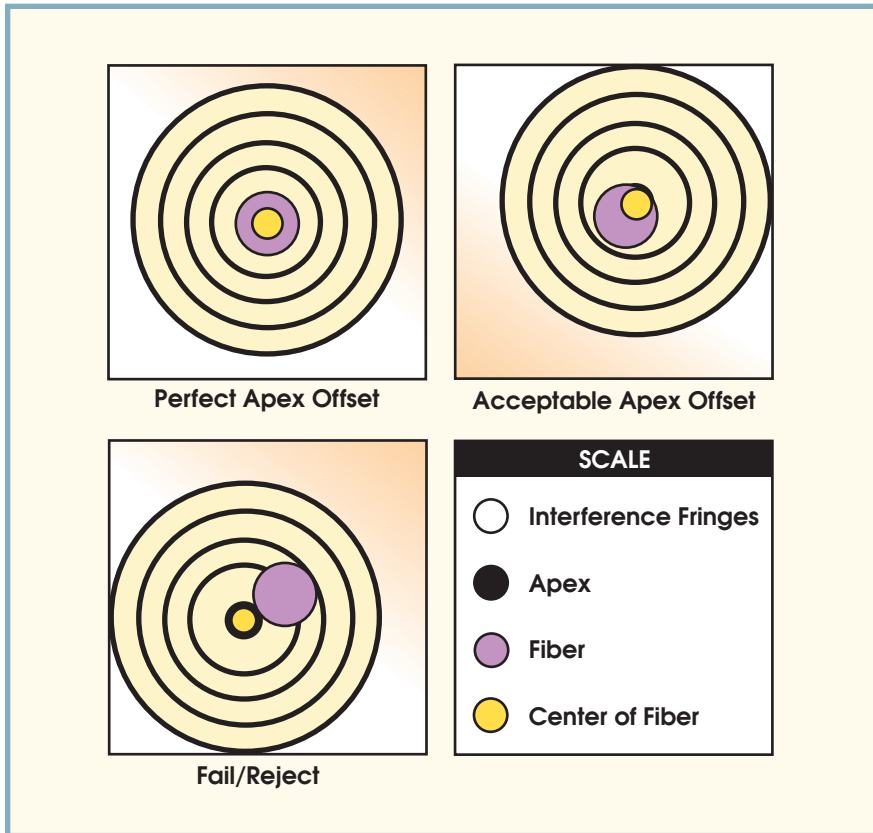 Perfect Apex Offset
Acceptable Apex Offset
SCALE
Interference Fringes
Apex
Fiber
Center of Fiber
Fail/Reject